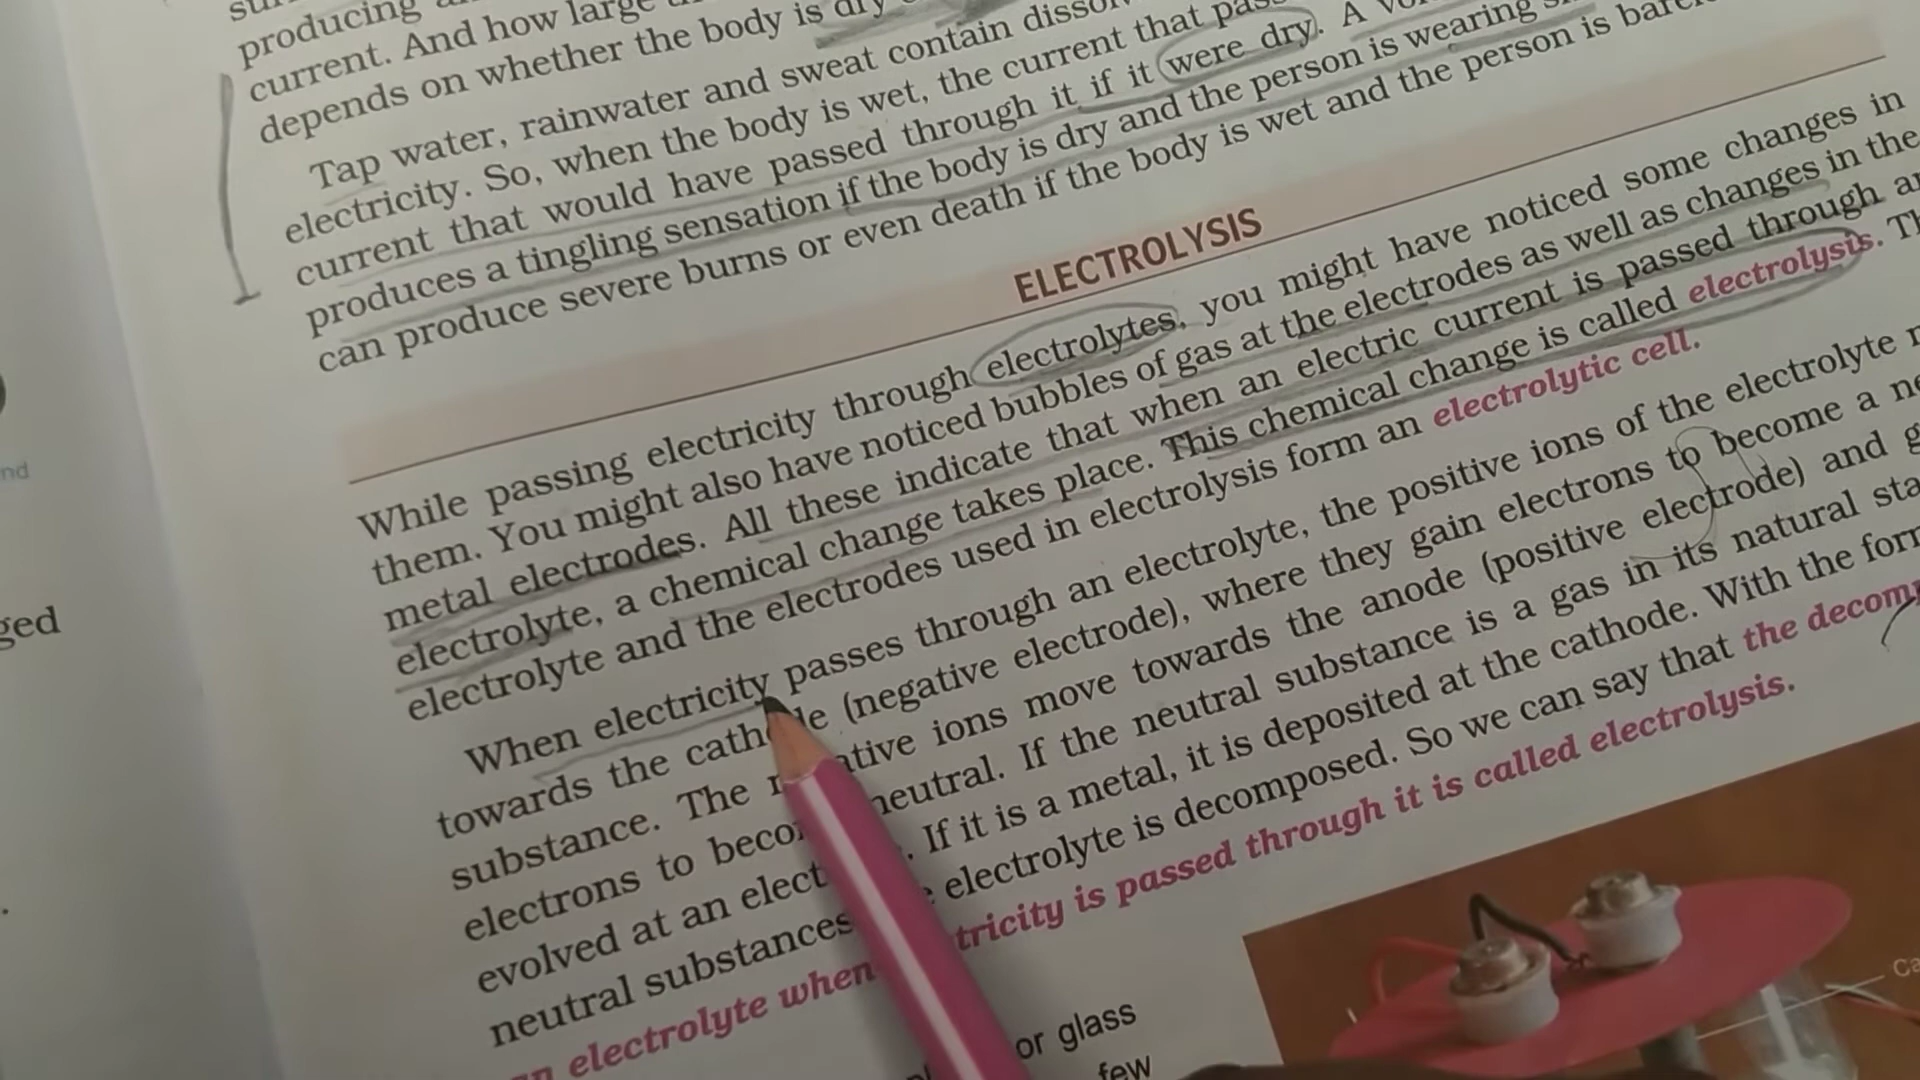 producing
current. And how large
depends on whether the body is dry
Tap water, rainwater and sweat contain
electricity. So, when the body is wet, the current that
current that would have passed through it if it were dry. A
produces a tingling sensation if the body is dry and the person is wearing
can produce severe burns or even death if the body is wet and the person is
ELECTROLYSIS
While passing electricity through electrolytes, you might have noticed some changes in
them. You might also have noticed bubbles of gas at the electrodes as well as changes in the
metal electrodes. All these indicate that when an electric current is passed through
electrolyte, a chemical change takes place. This chemical change is called electrolysis.
electrolyte and the electrodes used in electrolysis form an electrolytic cell.
When electricity passes through an electrolyte, the positive ions of the electrolyte
towards the (negative electrode), where they gain electrons to become a
substance. The ions move towards the anode (positive electrode) and
electrons to neutral. If the neutral substance is a gas in its natural
evolved at an If it is a metal, it is deposited at the cathode. With the
neutral substances electrolyte is decomposed. So we can say that the
electrolyte when is passed through it is called electrolysis.
or glass
few
nd
ged